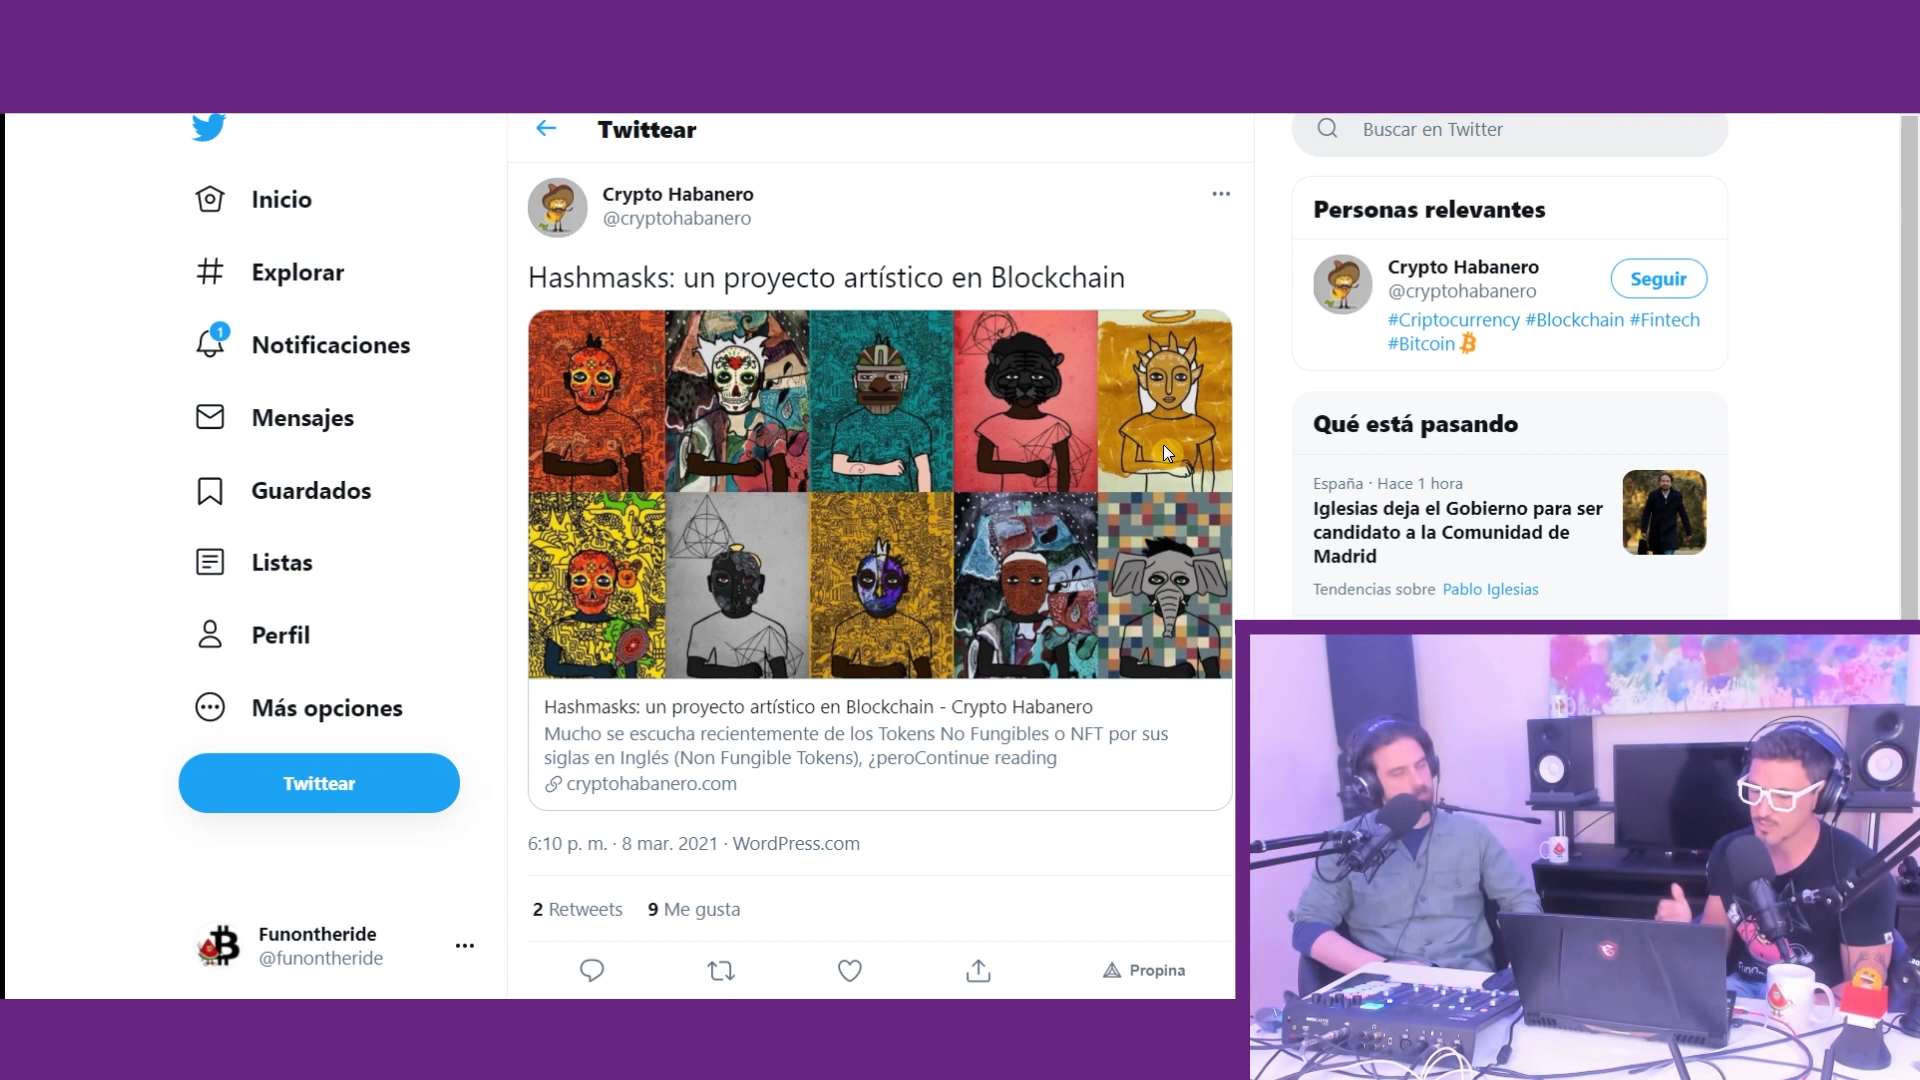 Inicio
Explorar
1
Notificaciones
Mensajes
Guardados
Listas
Perfil
Más opciones
Twittear
Funontheride
@funontheride
Twittear
Crypto Habanero
@cryptohabanero
Hashmasks: un proyecto artístico en Blockchain
Hashmasks: un proyecto artístico en Blockchain - Crypto Habanero
Mucho se escucha recientemente de los Tokens No Fungibles o NFT por sus
siglas en Inglés (Non Fungible Tokens), ¿peroContinue reading
cryptohabanero.com
6:10 p. m. · 8 mar. 2021 · WordPress.com
2 Retweets 9 Me gusta
Propina
Buscar en Twitter
Personas relevantes
Crypto Habanero
@cryptohabanero
Seguir
#Criptocurrency #Blockchain #Fintech
#Bitcoin
Qué está pasando
España · Hace 1 hora
Iglesias deja el Gobierno para ser
candidato a la Comunidad de
Madrid
Tendencias sobre Pablo Iglesias